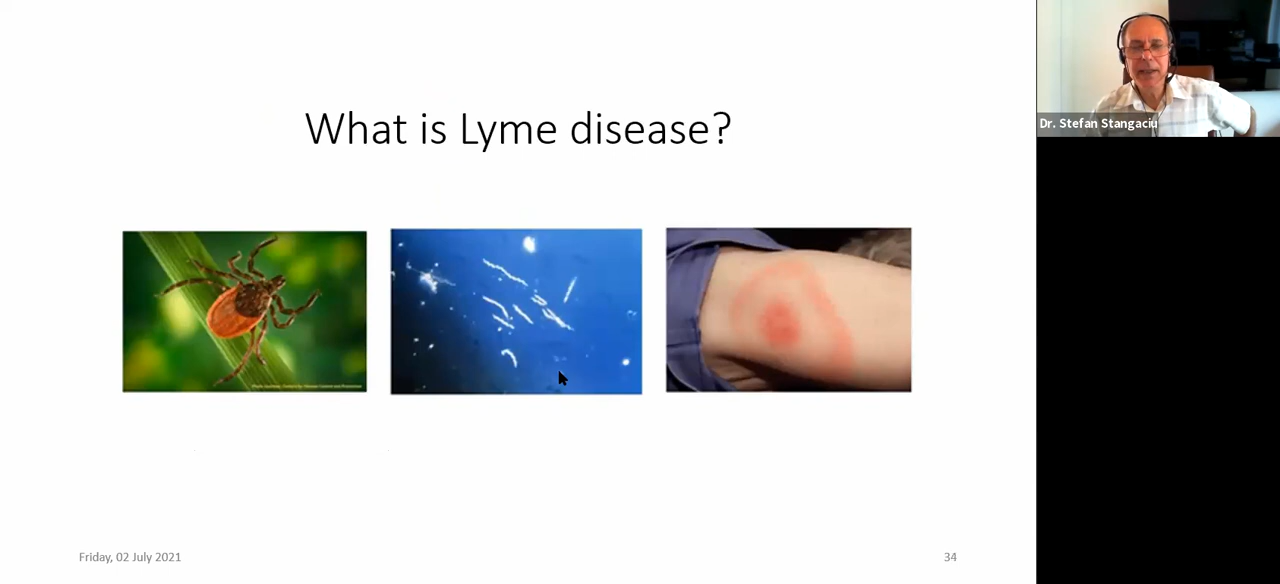 What is Lyme disease?
Dr. Stefan Stangaciu
Friday, 02 July 2021
34